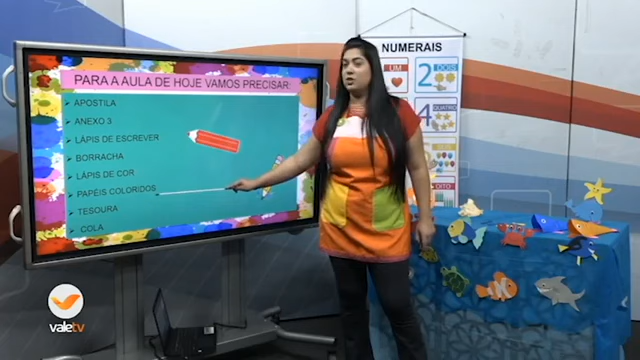 PARA A AULA DE HOJE VAMOS PRECISAR:
APOSTILA
ANEXO 3
LÁPIS DE ESCREVER
BORRACHA
LÁPIS DE COR
PAPÉIS COLORIDOS
TESOURA
COLA
NUMERAIS
UM
2 DOIS
4 QUATRO
OITO
valetv